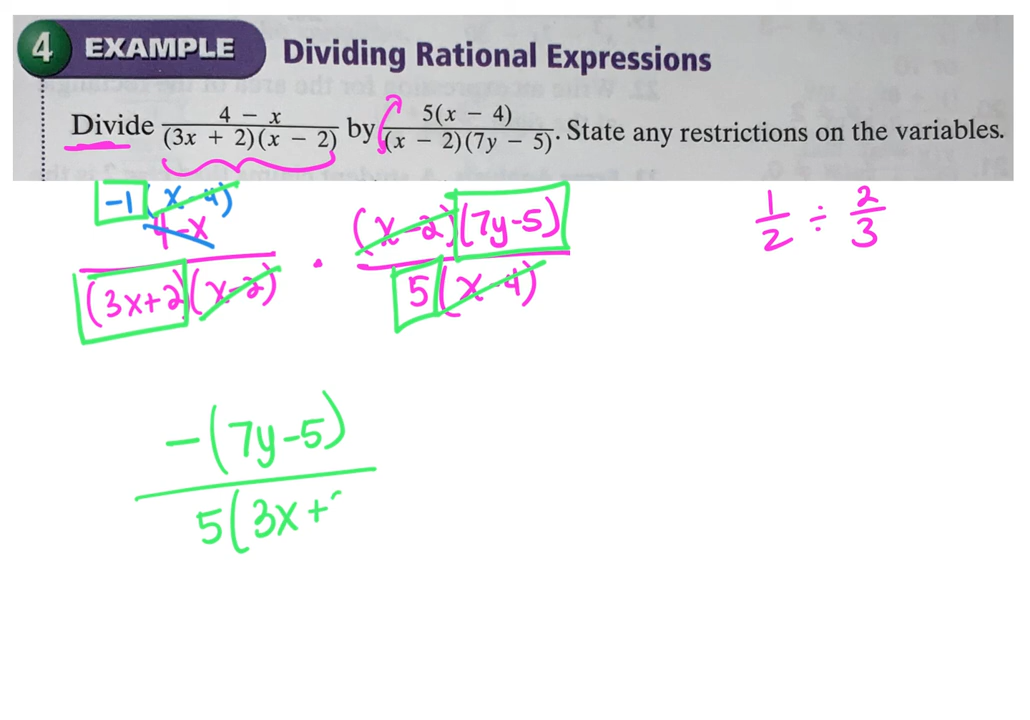 4 EXAMPLE Dividing Rational Expressions
Divide (4 − x)/((3x + 2)(x − 2)) by (5(x − 4))/((x − 2)(7y − 5)). State any restrictions on the variables.
-1(x-4)
4-x
(3x+2)(x-2)
·
(x-2)(7y-5)
5(x-4)
1/2 ÷ 2/3
-(7y-5)
5(3x+